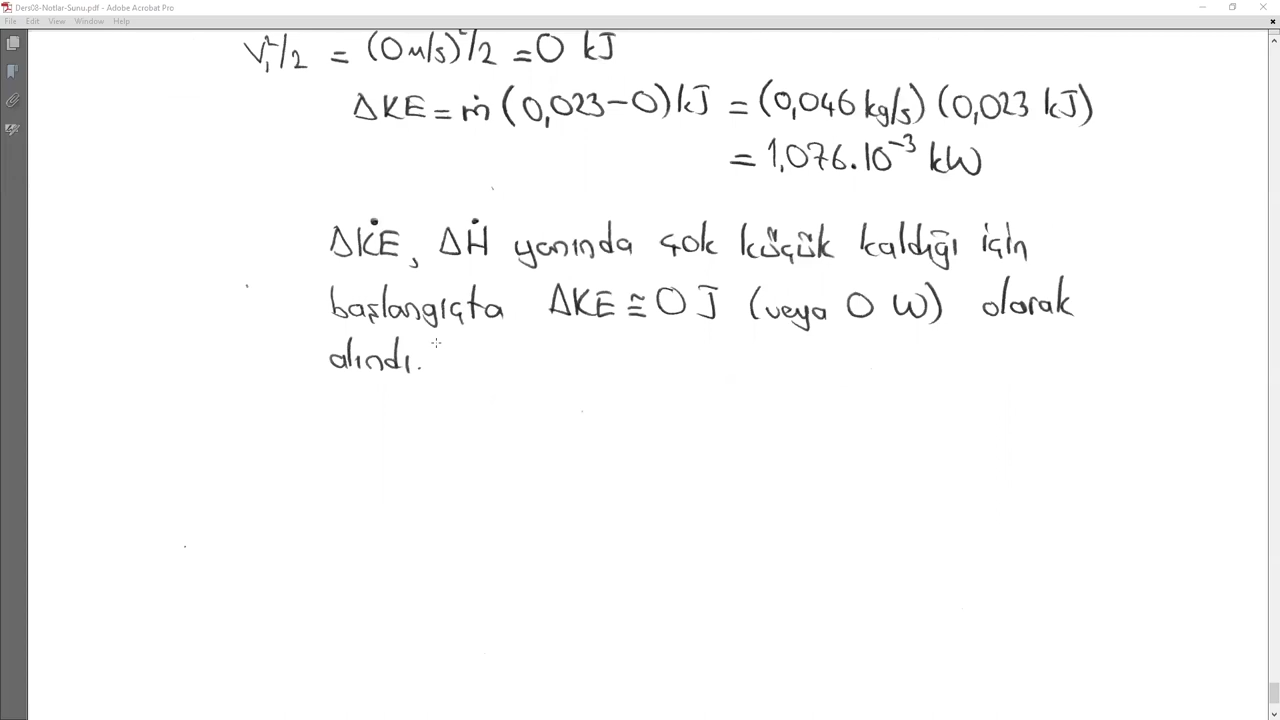 Ders08-Notlar-Sunu.pdf - Adobe Acrobat Pro
File Edit View Window Help
V₁²/2 = (0 m/s)²/2 = 0 kJ
ΔKE = ṁ (0,023-0) kJ = (0,046 kg/s) (0,023 kJ)
= 1,076.10⁻³ kW
ΔK̇E, ΔḢ yanında çok küçük kaldığı için
başlangıçta ΔKE ≅ 0 J (veya 0 W) olarak
alındı.